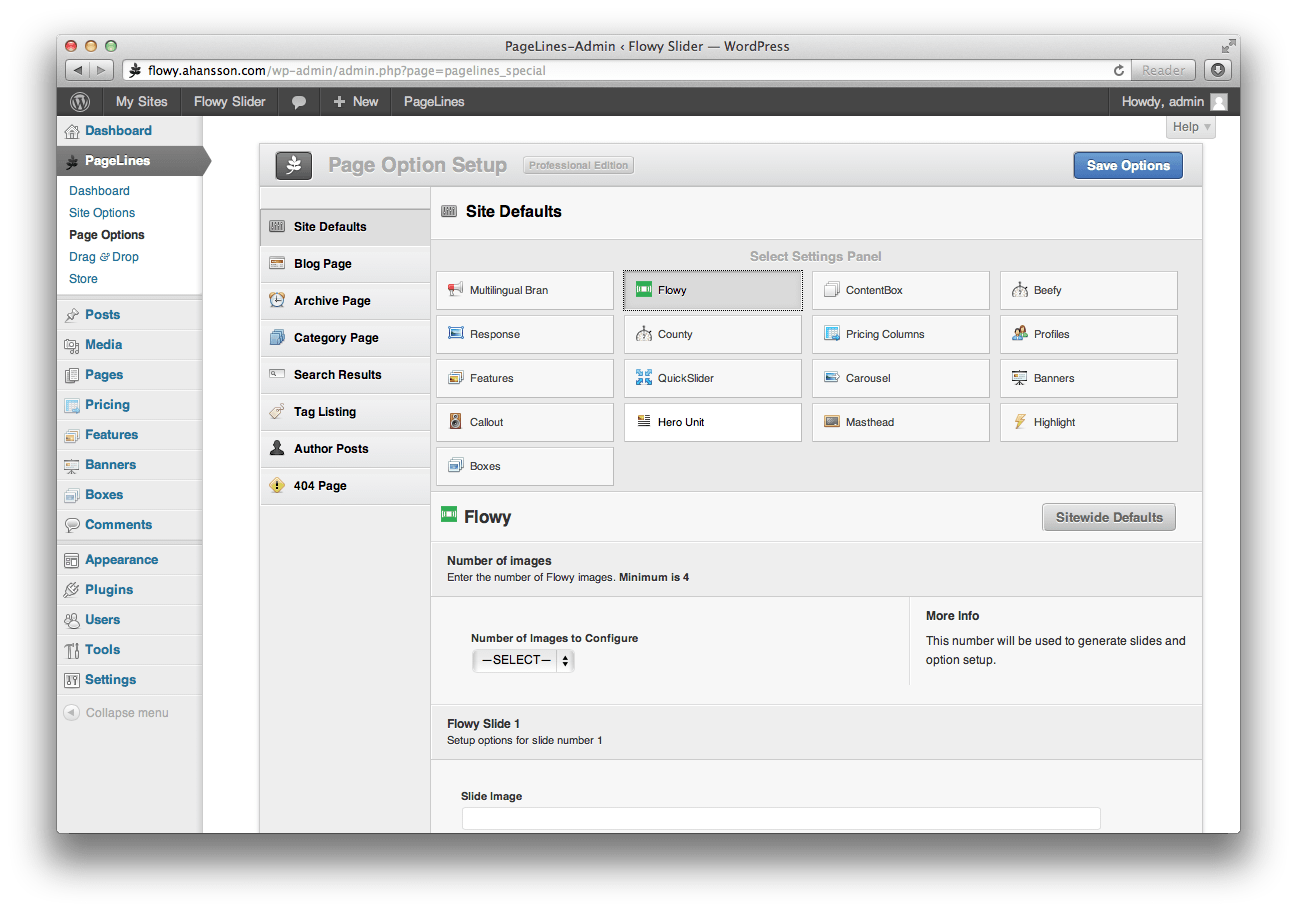 PageLines-Admin ‹ Flowy Slider — WordPress
flowy.ahansson.com/wp-admin/admin.php?page=pagelines_special
Reader
My Sites
Flowy Slider
+ New
PageLines
Howdy, admin
Help
Dashboard
PageLines
Dashboard
Site Options
Page Options
Drag & Drop
Store
Posts
Media
Pages
Pricing
Features
Banners
Boxes
Comments
Appearance
Plugins
Users
Tools
Settings
Collapse menu
Page Option Setup
Professional Edition
Save Options
Site Defaults
Blog Page
Archive Page
Category Page
Search Results
Tag Listing
Author Posts
404 Page
Site Defaults
Select Settings Panel
Multilingual Bran
Flowy
ContentBox
Beefy
Response
County
Pricing Columns
Profiles
Features
QuickSlider
Carousel
Banners
Callout
Hero Unit
Masthead
Highlight
Boxes
Flowy
Sitewide Defaults
Number of images
Enter the number of Flowy images. Minimum is 4
Number of Images to Configure
—SELECT—
More Info
This number will be used to generate slides and
option setup.
Flowy Slide 1
Setup options for slide number 1
Slide Image